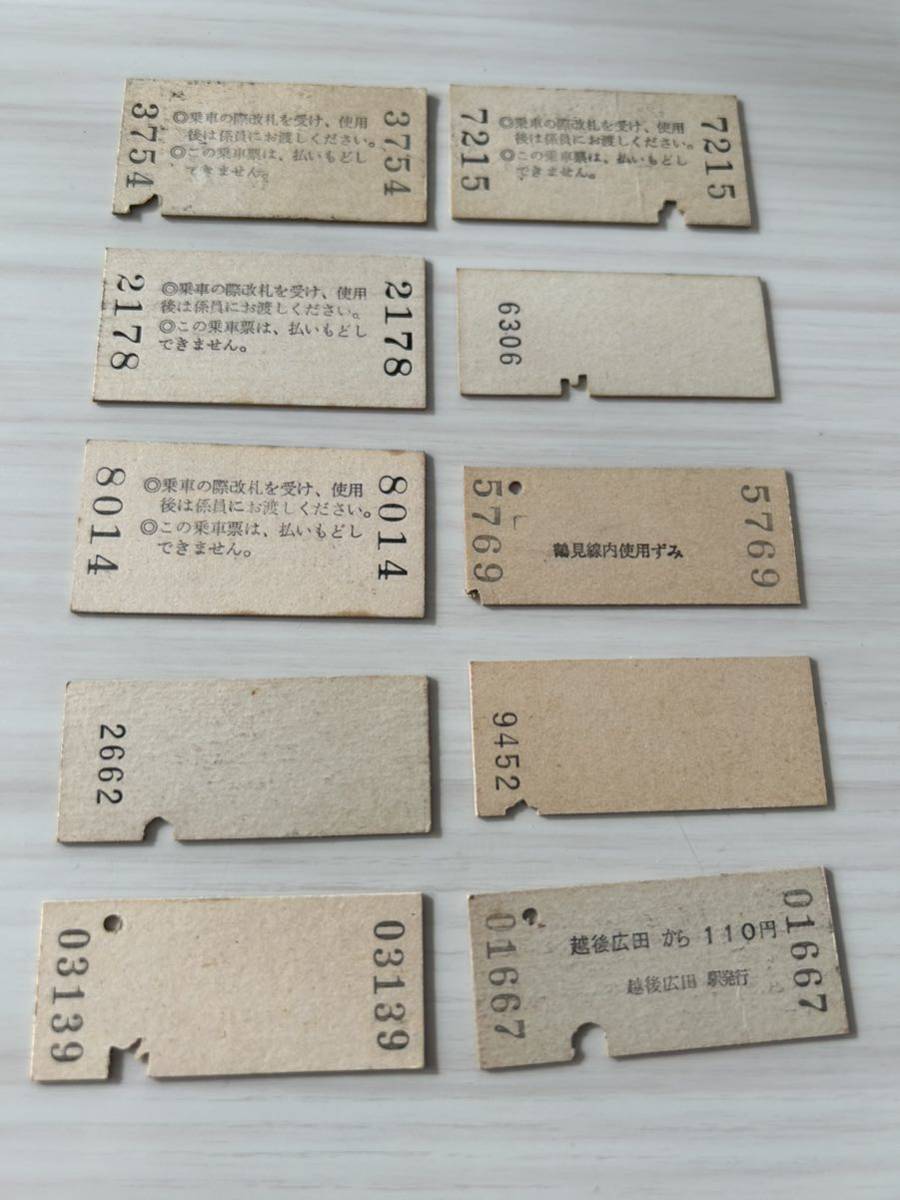 3754
◎乗車の際改札を受け、使用
後は係員にお渡しください。
◎この乗車票は、払いもどし
できません。
3754
7215
◎乗車の際改札を受け、使用
後は係員にお渡しください。
◎この乗車票は、払いもどし
できません。
7215
2178
◎乗車の際改札を受け、使用
後は係員にお渡しください。
◎この乗車票は、払いもどし
できません。
2178
6306
8014
◎乗車の際改札を受け、使用
後は係員にお渡しください。
◎この乗車票は、払いもどし
できません。
8014
5769
鶴見線内使用ずみ
5769
2662
9452
03139
03139
01667
越後広田 から 110円
越後広田 駅発行
01667